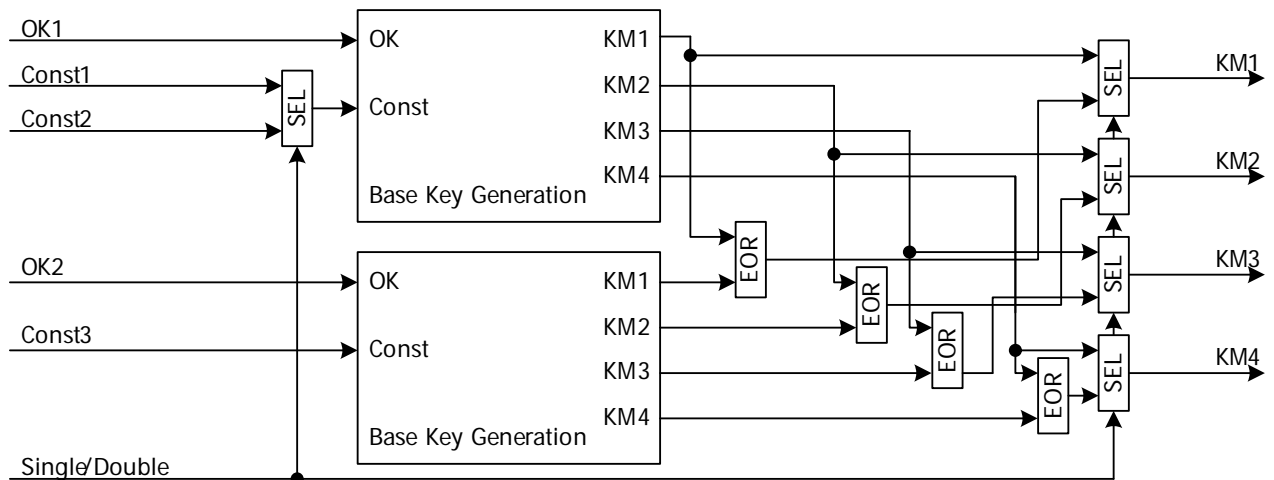 OK1
Const1
Const2
SEL
OK
Const
Base Key Generation
KM1
KM2
KM3
KM4
OK2
Const3
OK
Const
Base Key Generation
KM1
KM2
KM3
KM4
Single/Double
EOR
EOR
EOR
EOR
SEL
KM1
SEL
KM2
SEL
KM3
SEL
KM4